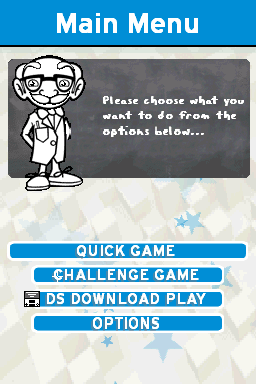 Main Menu
Please choose what you
want to do from the
options below...
QUICK GAME
CHALLENGE GAME
DS DOWNLOAD PLAY
OPTIONS